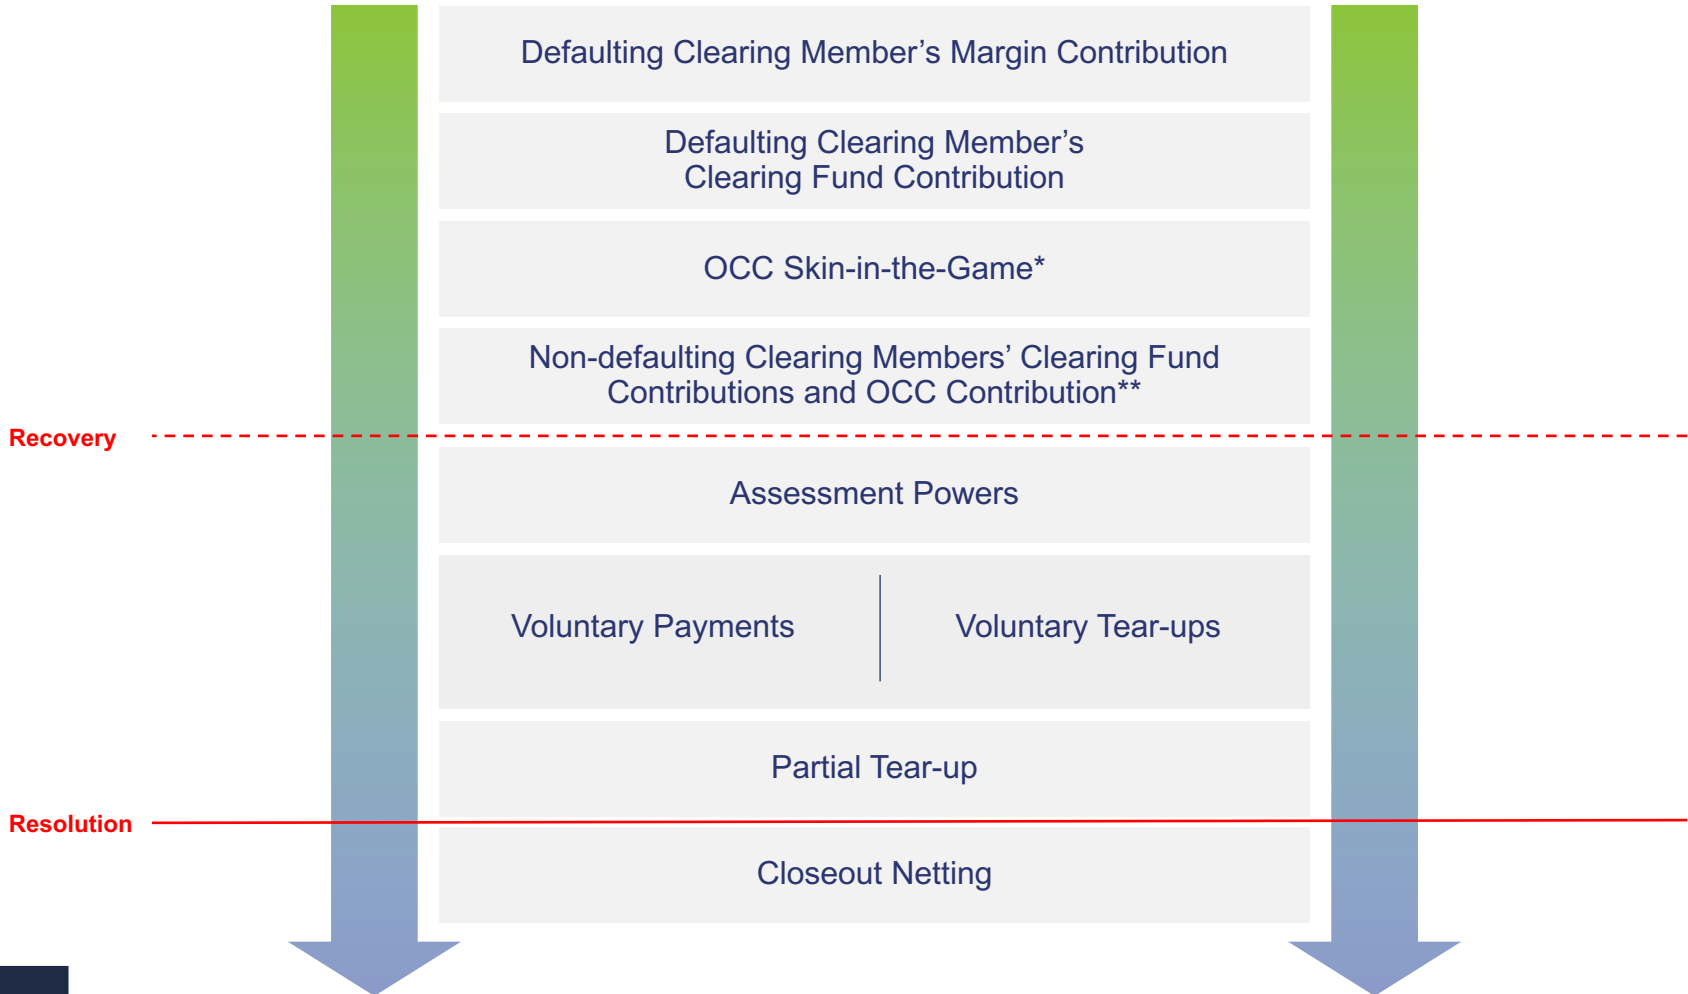 Defaulting Clearing Member’s Margin Contribution
Defaulting Clearing Member’s
Clearing Fund Contribution
OCC Skin-in-the-Game*
Non-defaulting Clearing Members’ Clearing Fund
Contributions and OCC Contribution**
Recovery
Assessment Powers
Voluntary Payments
Voluntary Tear-ups
Partial Tear-up
Resolution
Closeout Netting